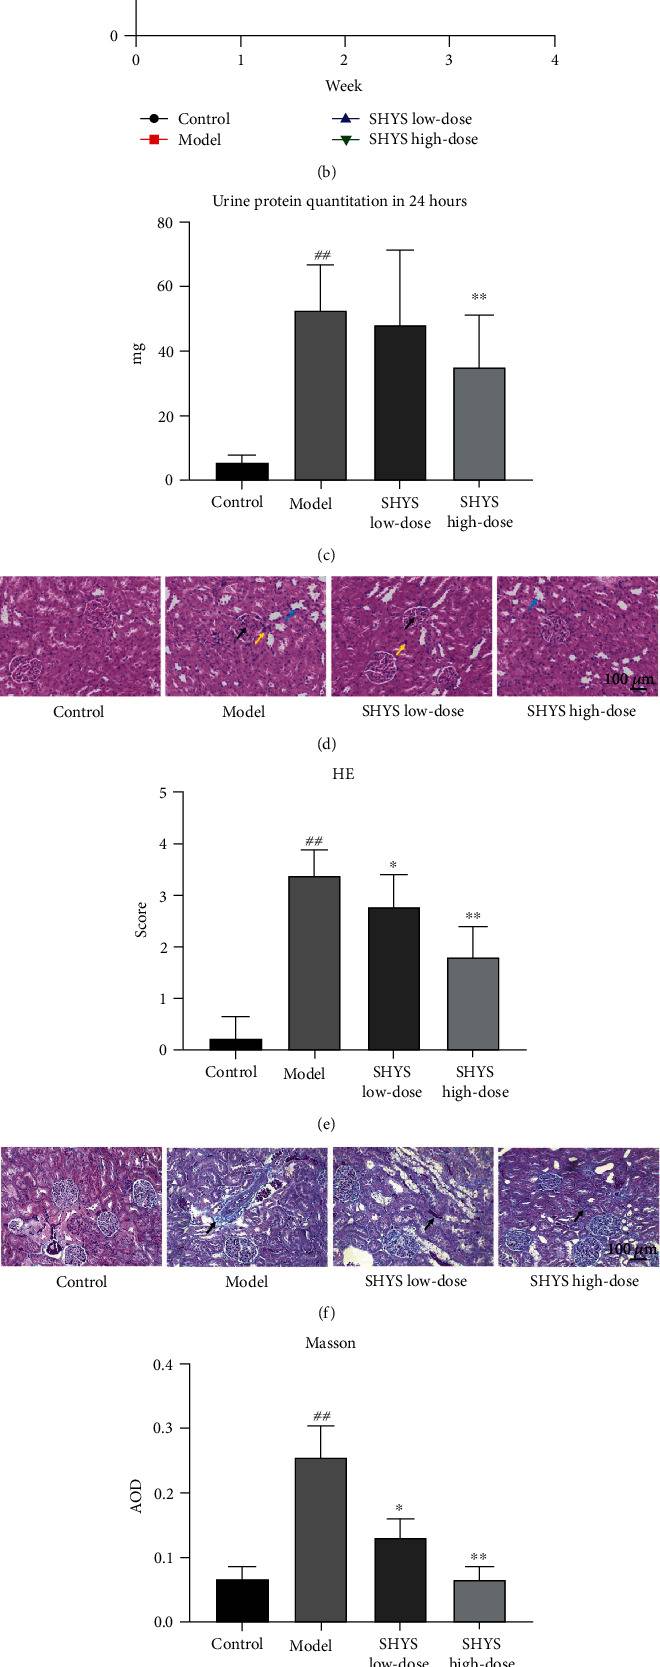 0
0 1 2 3 4
Week
Control SHYS low-dose
Model SHYS high-dose
(b)
Urine protein quantitation in 24 hours
80
##
60
**
mg
40
20
0
Control Model SHYS SHYS
low-dose high-dose
(c)
100 μm
Control Model SHYS low-dose SHYS high-dose
(d)
HE
5
4
##
*
3
**
Score
2
1
0
Control Model SHYS SHYS
low-dose high-dose
(e)
100 μm
Control Model SHYS low-dose SHYS high-dose
(f)
Masson
0.4
##
0.3
AOD
0.2
*
0.1
**
0.0
Control Model SHYS SHYS
low-dose high-dose